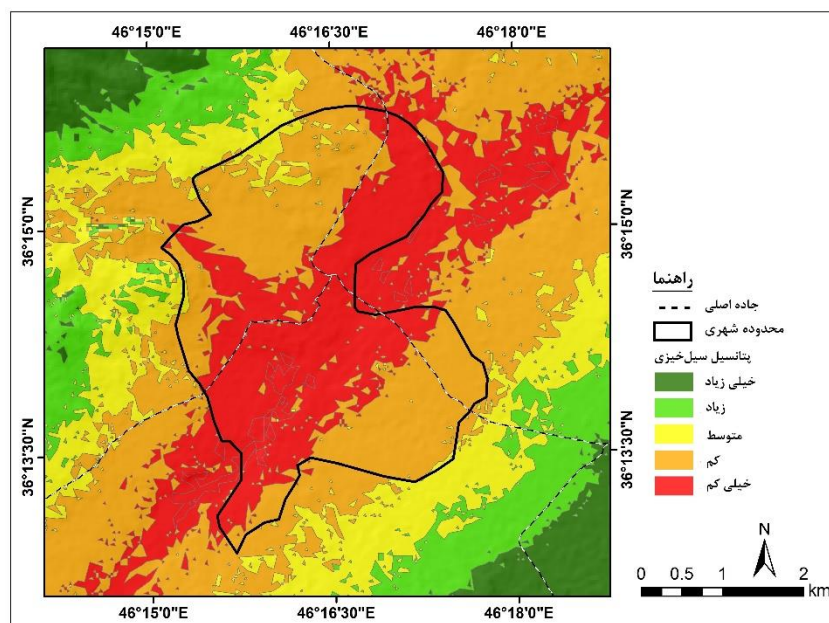 46°15'0"E 46°16'30"E 46°18'0"E
36°15'0"N
36°13'30"N
36°15'0"N
36°13'30"N
راهنما
جاده اصلی
محدوده شهری
پتانسیل سیل‌خیزی
خیلی زیاد
زیاد
متوسط
کم
خیلی کم
N
0 0.5 1 2
km
46°15'0"E 46°16'30"E 46°18'0"E